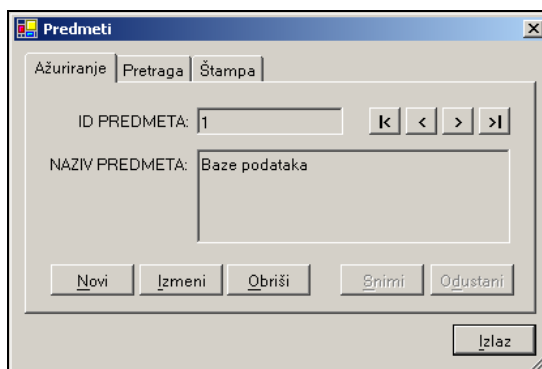 Predmeti
Ažuriranje Pretraga Štampa
ID PREDMETA: 1 |< < > >|
NAZIV PREDMETA: Baze podataka
Novi Izmeni Obriši Snimi Odustani
Izlaz